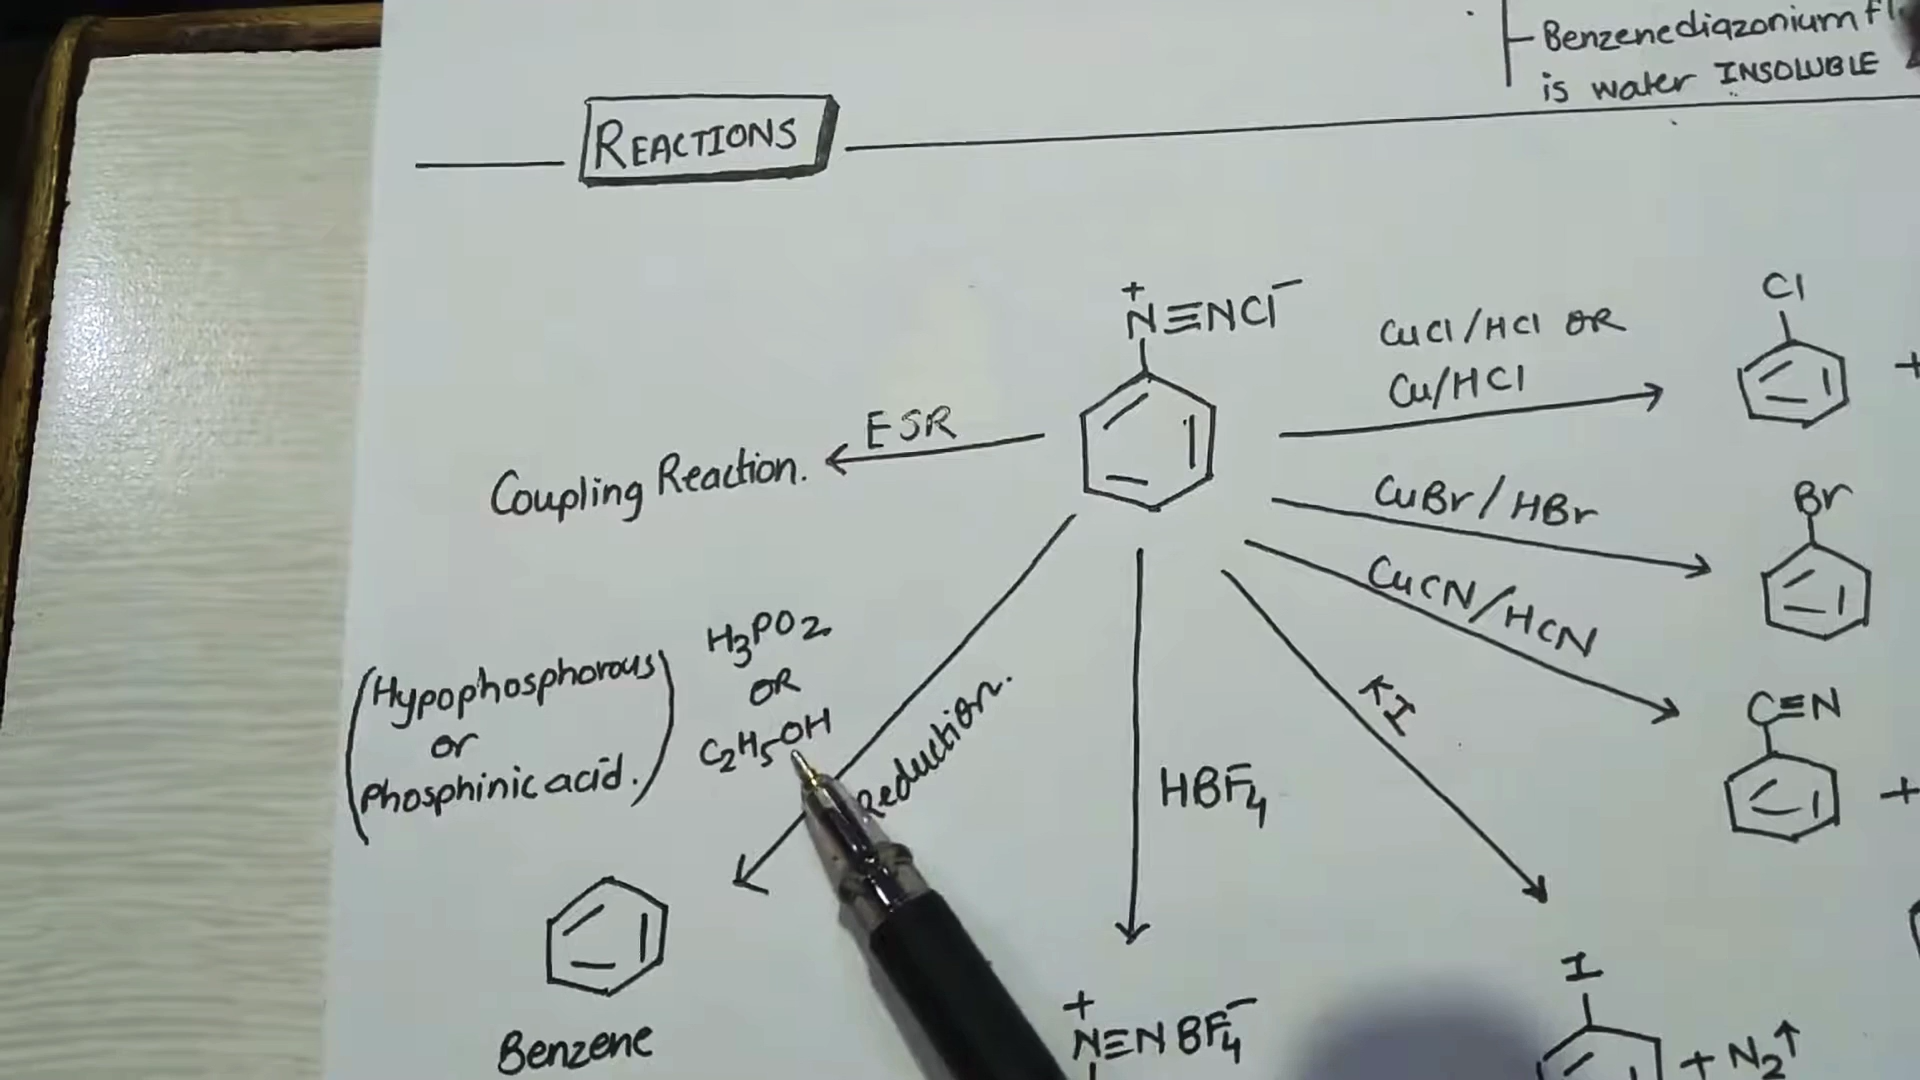 Benzenediazonium
is water INSOLUBLE
REACTIONS
+
N≡NCl⁻
CuCl/HCl OR
Cu/HCl
Cl
+
ESR
Coupling Reaction.
CuBr/HBr
Br
CuCN/HCN
C≡N
+
H₃PO₂
OR
C₂H₅OH
(Hypophosphorous
or
Phosphinic acid.)
Reduction.
HBF₄
KI
Benzene
+
N≡NBF₄⁻
I
+ N₂↑